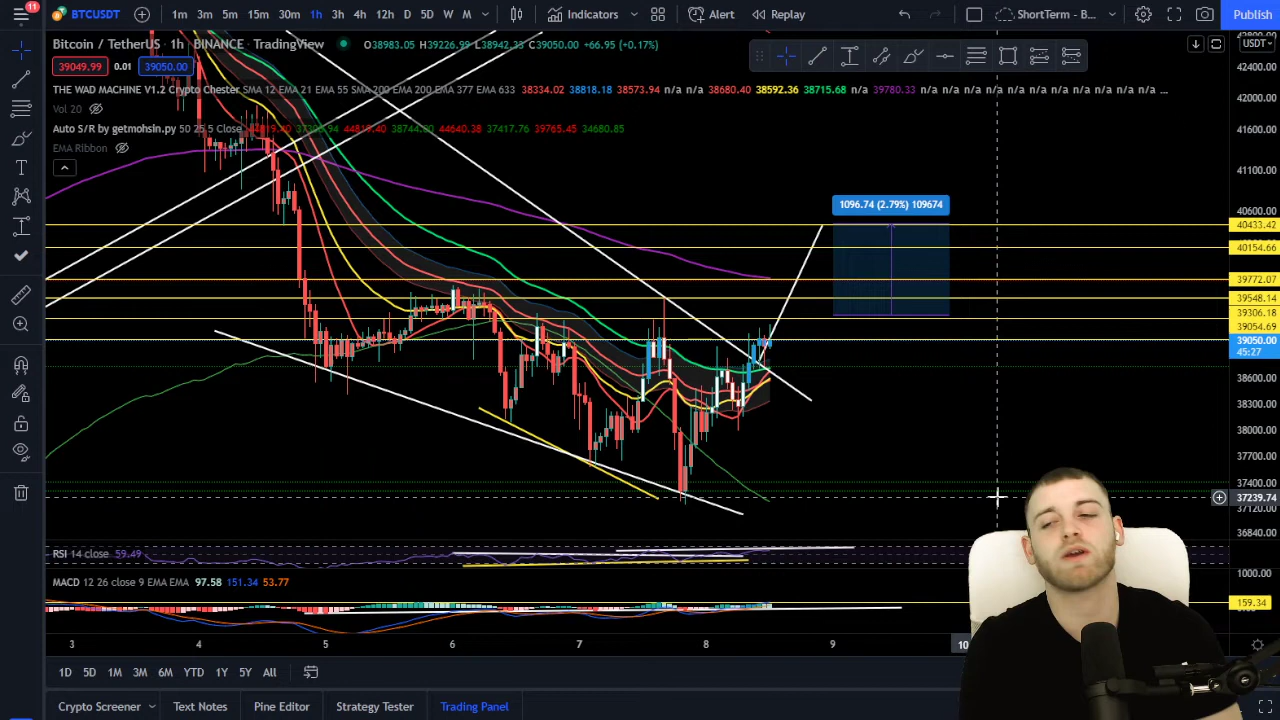 11
BTCUSDT 1m 3m 5m 15m 30m 1h 3h 4h 12h D 5D W M Indicators Alert Replay ShortTerm - B... Publish
Bitcoin / TetherUS · 1h · BINANCE · TradingView O38983.05 H39226.99 L38942.33 C39050.00 +66.95 (+0.17%)
USDT
39049.99 0.01 39050.00
THE WAD MACHINE V1.2 Crypto Chester SMA 12 EMA 21 EMA 55 SMA 200 EMA 200 EMA 377 EMA 633 38334.02 38818.18 38573.94 n/a n/a 38680.40 38592.36 38715.68 n/a 39780.33 n/a n/a n/a n/a n/a n/a n/a n/a n/a n/a n/a n/a ...
Vol 20
Auto S/R by getmohsin.py 50 25.5 Close
44640.38 37417.76 39765.45 34680.85
EMA Ribbon
42400.00
42000.00
41600.00
41100.00
40600.00
1096.74 (2.79%) 109674
40433.42
40154.66
39772.07
39548.14
39306.18
39054.69
39050.00
45:27
38600.00
38300.00
38000.00
37700.00
37400.00
37239.74
37120.00
36840.00
RSI 14 close 59.49
1000.00
MACD 12 26 close 9 EMA EMA 97.58 151.34 53.77
159.34
3 4 5 6 7 8 9 10
1D 5D 1M 3M 6M YTD 1Y 5Y All
Crypto Screener Text Notes Pine Editor Strategy Tester Trading Panel